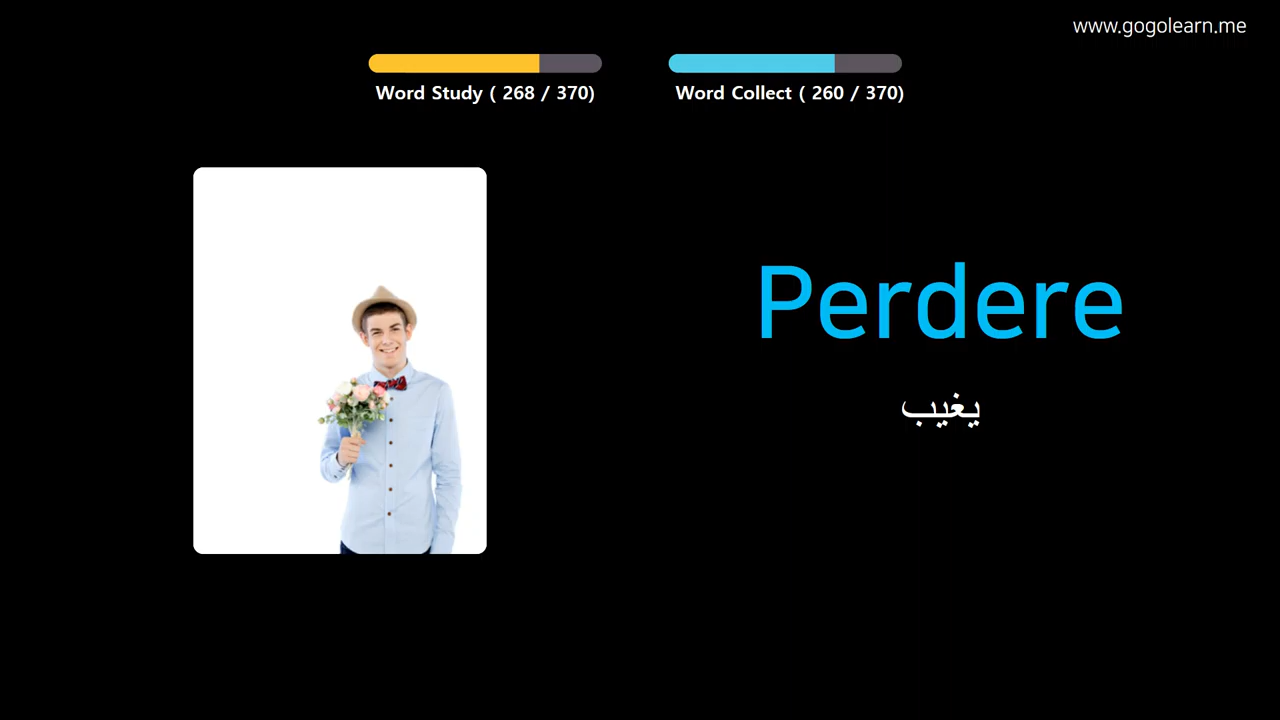 www.gogolearn.me
Word Study ( 268 / 370)
Word Collect ( 260 / 370)
Perdere
يغيب